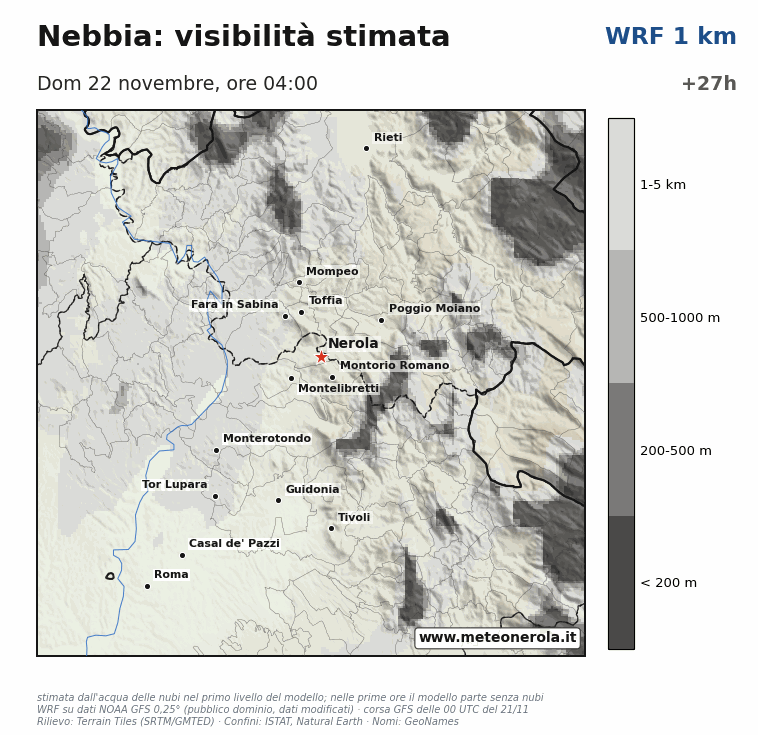 Nebbia: visibilità stimata
WRF 1 km
Dom 22 novembre, ore 04:00
+27h
Rieti
Mompeo
Toffia
Fara in Sabina
Poggio Moiano
Nerola
Montorio Romano
Montelibretti
Monterotondo
Tor Lupara
Guidonia
Tivoli
Casal de' Pazzi
Roma
www.meteonerola.it
1-5 km
500-1000 m
200-500 m
< 200 m
stimata dall'acqua delle nubi nel primo livello del modello; nelle prime ore il modello parte senza nubi
WRF su dati NOAA GFS 0,25° (pubblico dominio, dati modificati) · corsa GFS delle 00 UTC del 21/11
Rilievo: Terrain Tiles (SRTM/GMTED) · Confini: ISTAT, Natural Earth · Nomi: GeoNames